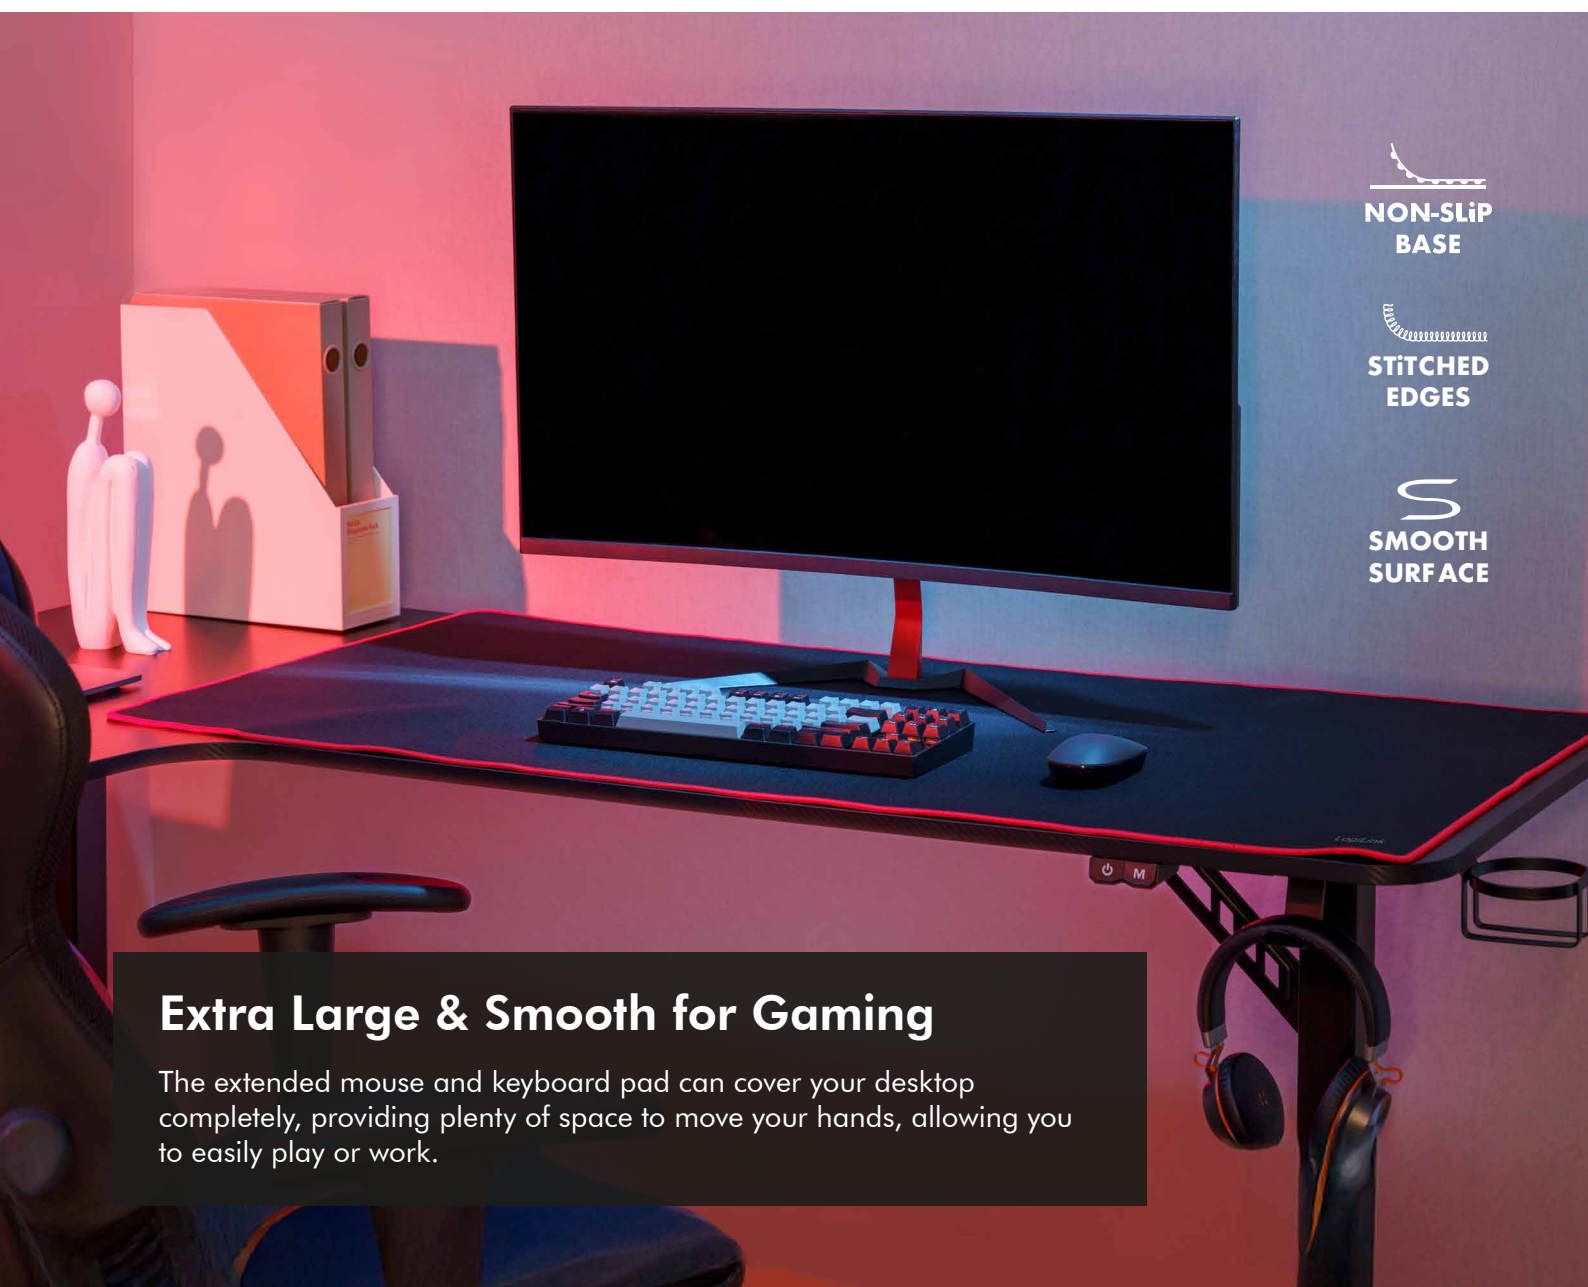 NON-SLiP
BASE
STiTCHED
EDGES
SMOOTH
SURFACE
LogiLink
M
Extra Large & Smooth for Gaming
The extended mouse and keyboard pad can cover your desktop
completely, providing plenty of space to move your hands, allowing you
to easily play or work.